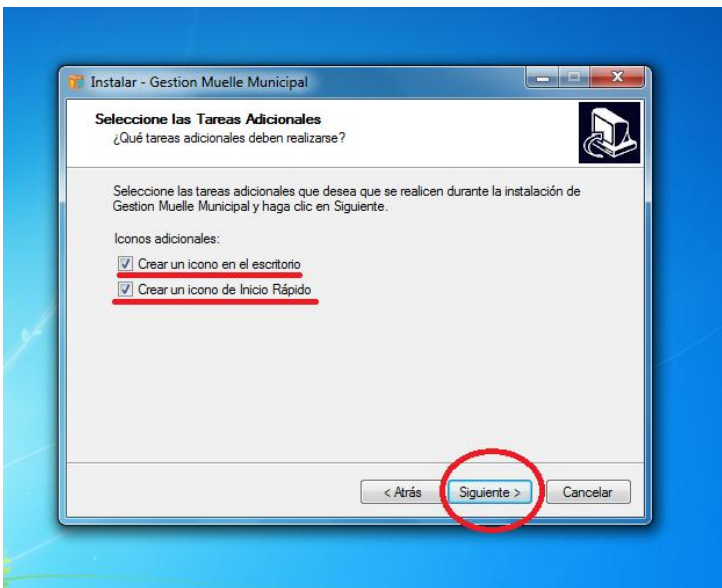 Instalar - Gestion Muelle Municipal
Seleccione las Tareas Adicionales
¿Qué tareas adicionales deben realizarse?
Seleccione las tareas adicionales que desea que se realicen durante la instalación de
Gestion Muelle Municipal y haga clic en Siguiente.
Iconos adicionales:
Crear un icono en el escritorio
Crear un icono de Inicio Rápido
< Atrás Siguiente > Cancelar